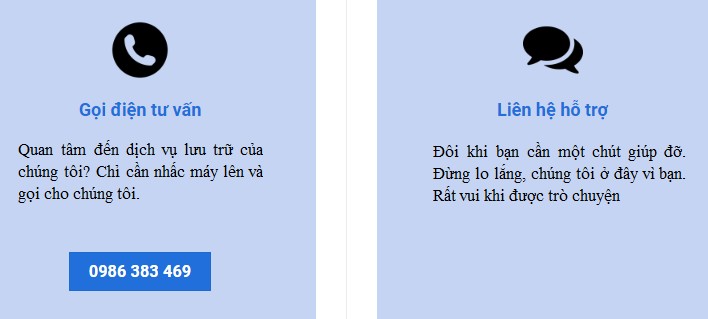 Gọi điện tư vấn
Quan tâm đến dịch vụ lưu trữ của
chúng tôi? Chỉ cần nhấc máy lên và
gọi cho chúng tôi.
0986 383 469
Liên hệ hỗ trợ
Đôi khi bạn cần một chút giúp đỡ.
Đừng lo lắng, chúng tôi ở đây vì bạn.
Rất vui khi được trò chuyện